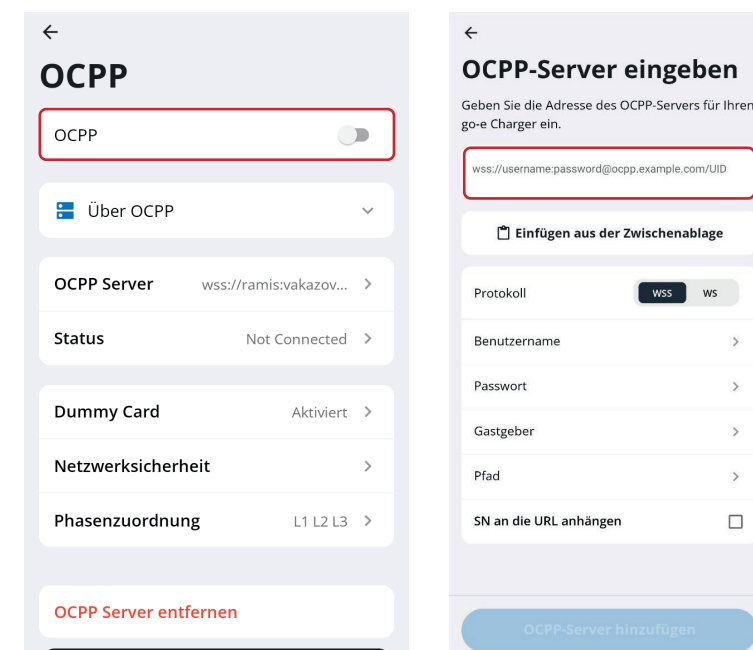 OCPP
OCPP
Über OCPP
OCPP Server wss://ramis:vakazov...
Status Not Connected
Dummy Card Aktiviert
Netzwerksicherheit
Phasenzuordnung L1 L2 L3
OCPP Server entfernen
OCPP-Server eingeben
Geben Sie die Adresse des OCPP-Servers für Ihren
go-e Charger ein.
wss://username:password@ocpp.example.com/UID
Einfügen aus der Zwischenablage
Protokoll wss ws
Benutzername
Passwort
Gastgeber
Pfad
SN an die URL anhängen
OCPP-Server hinzufügen